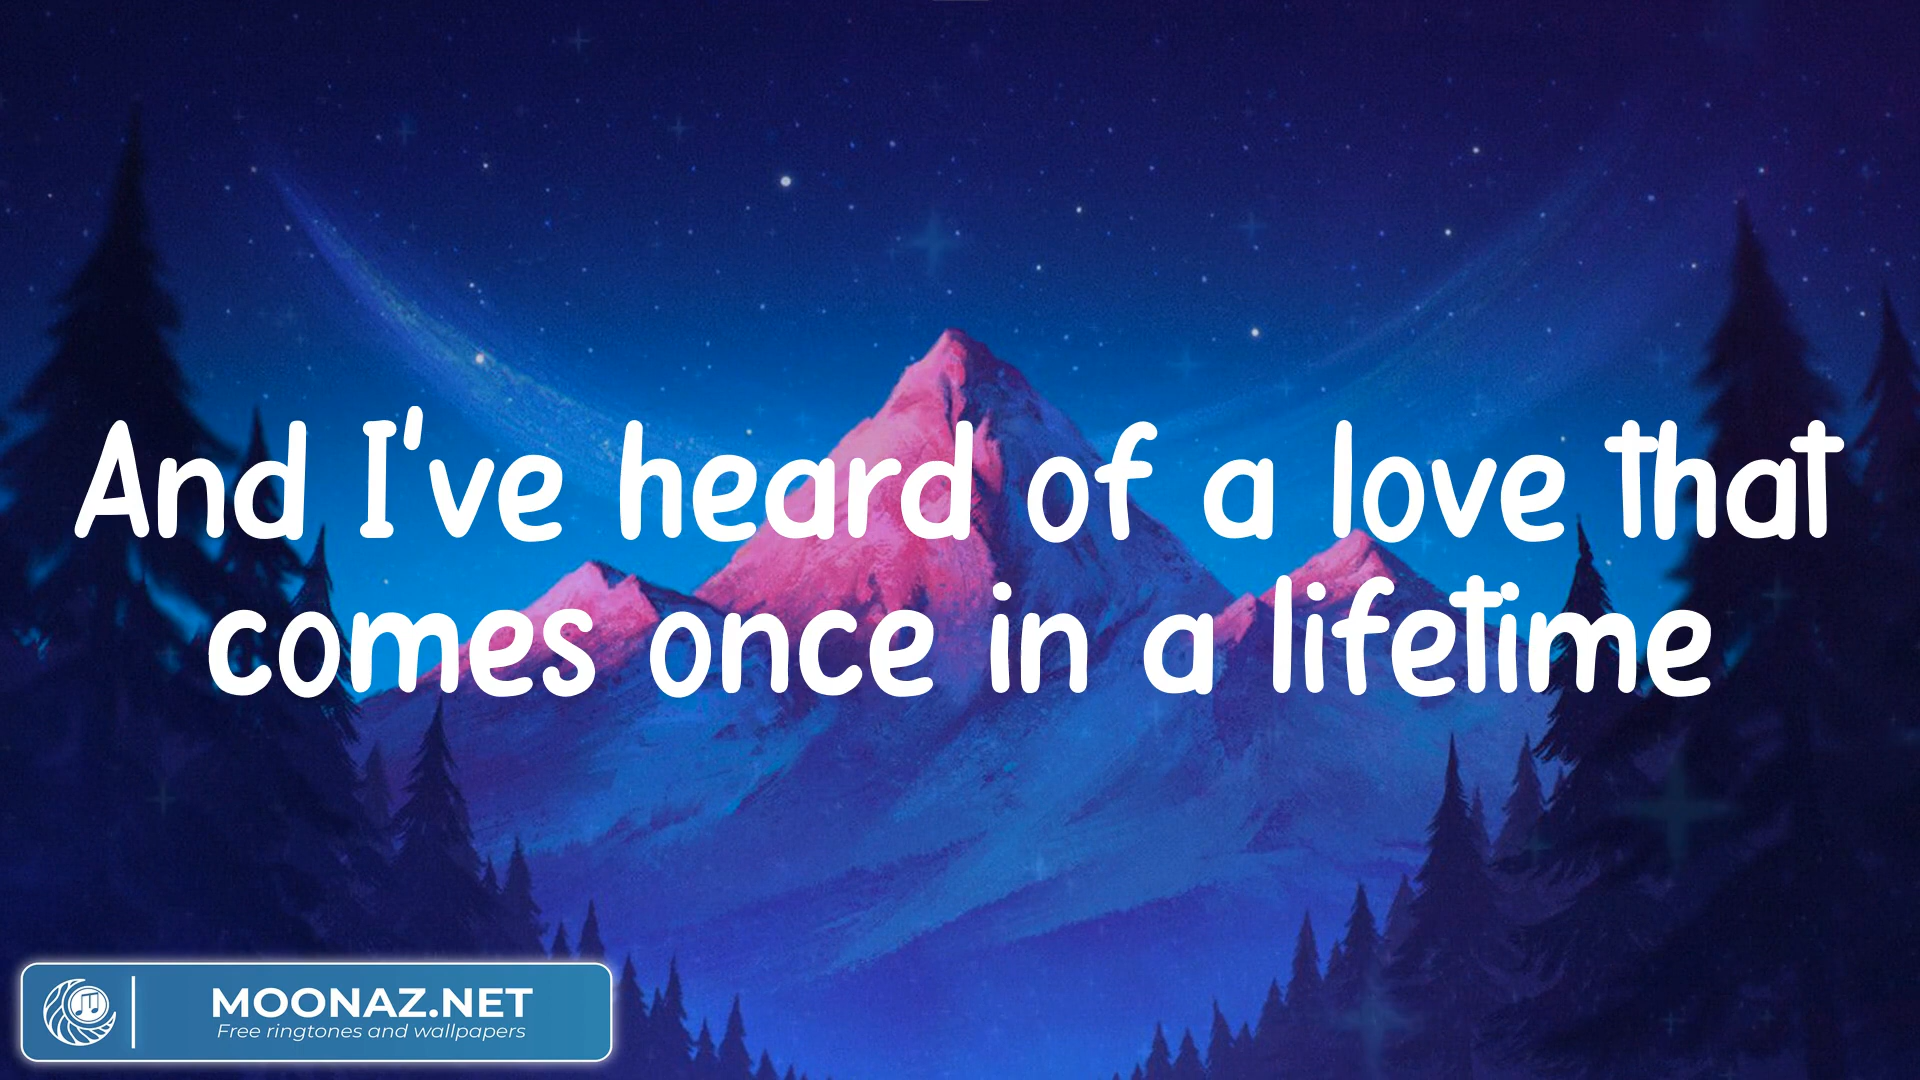 And I've heard of a love that
comes once in a lifetime
MOONAZ.NET
Free ringtones and wallpapers